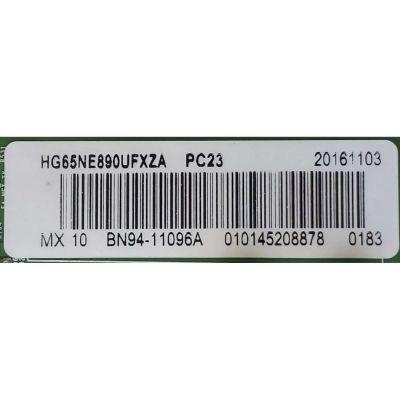 HG65NE890UFXZA PC23 20161103
MX 10 BN94-11096A 010145208878 0183